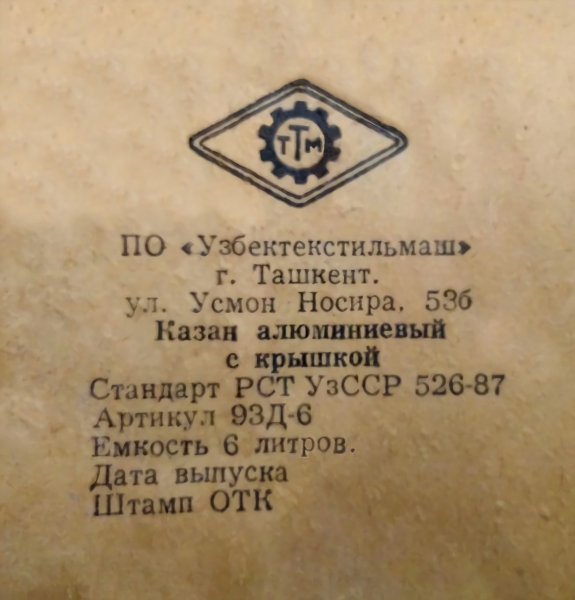 ТТМ
ПО «Узбектекстильмаш»
г. Ташкент.
ул. Усмон Носира, 53б
Казан алюминиевый
с крышкой
Стандарт РСТ УзССР 526-87
Артикул 93Д-6
Емкость 6 литров.
Дата выпуска
Штамп ОТК